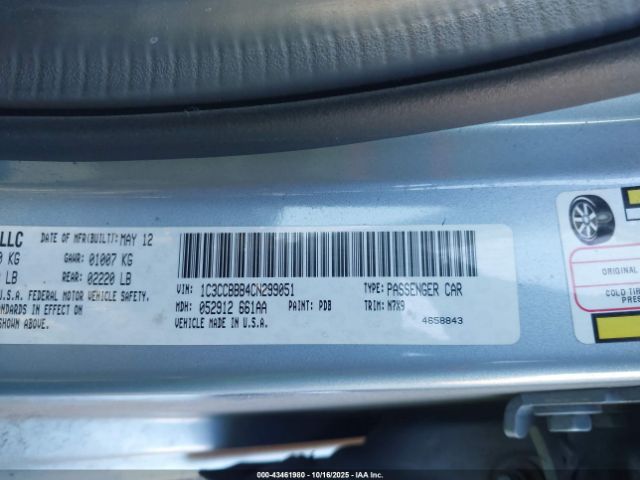 LLC DATE OF MFR(BUILT): MAY 12
KG GAWR: 01007 KG
LB REAR: 02220 LB
U.S.A. FEDERAL MOTOR VEHICLE SAFETY.
STANDARDS IN EFFECT ON
SHOWN ABOVE.
VIN: 1C3CCBBB4CN299051 TYPE: PASSENGER CAR
MDH: 052912 661AA PAINT: PDB TRIM: M7X9
VEHICLE MADE IN U.S.A. 4658843
ORIGINAL
COLD TIR
PRES
000-43461980 - 10/16/2025 - IAA Inc.